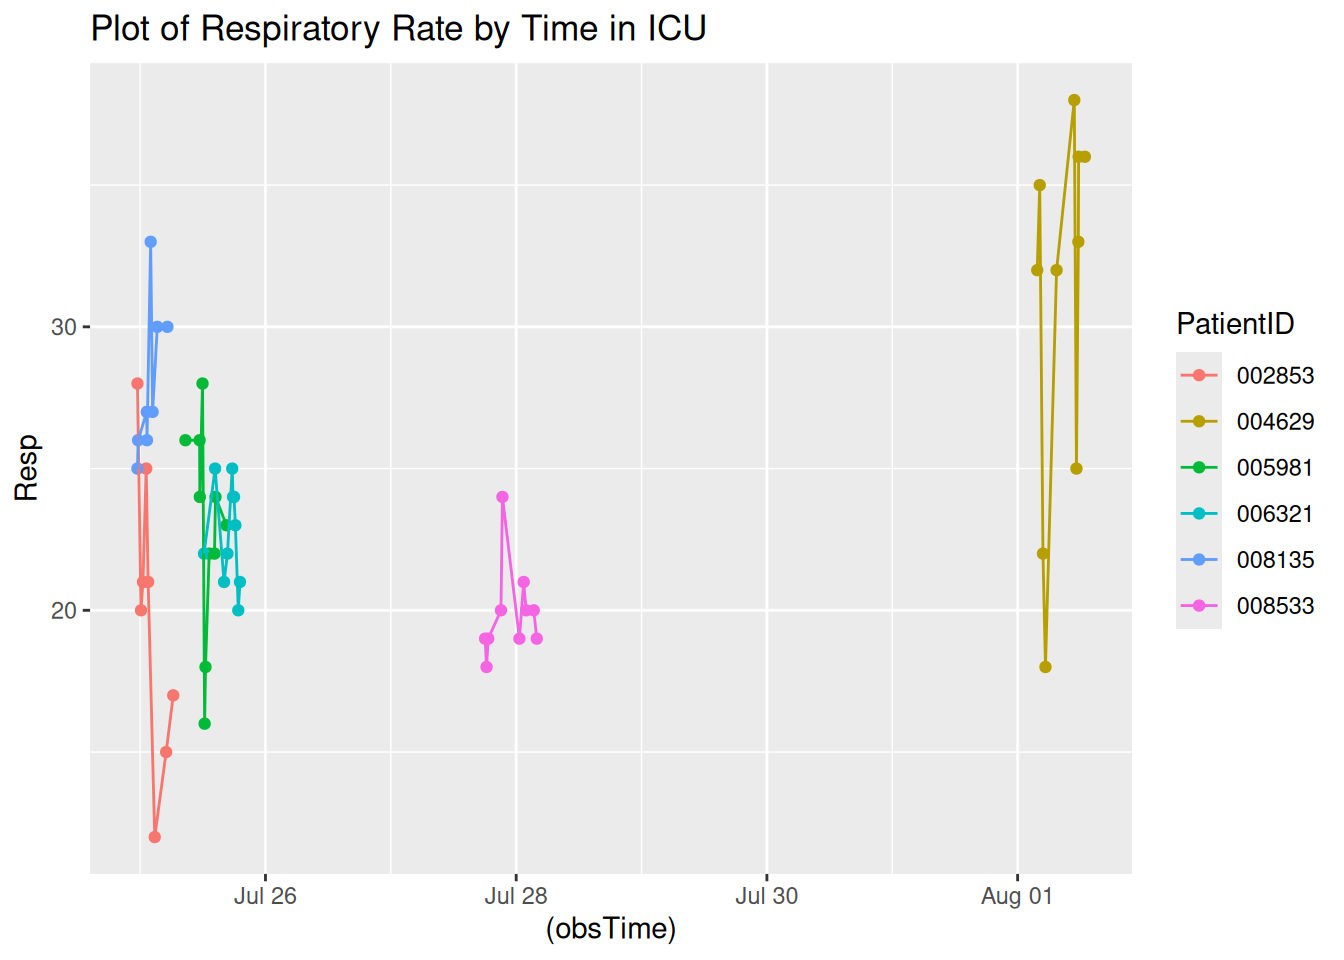 Plot of Respiratory Rate by Time in ICU
Resp
30
20
Jul 26
Jul 28
Jul 30
Aug 01
(obsTime)
PatientID
002853
004629
005981
006321
008135
008533